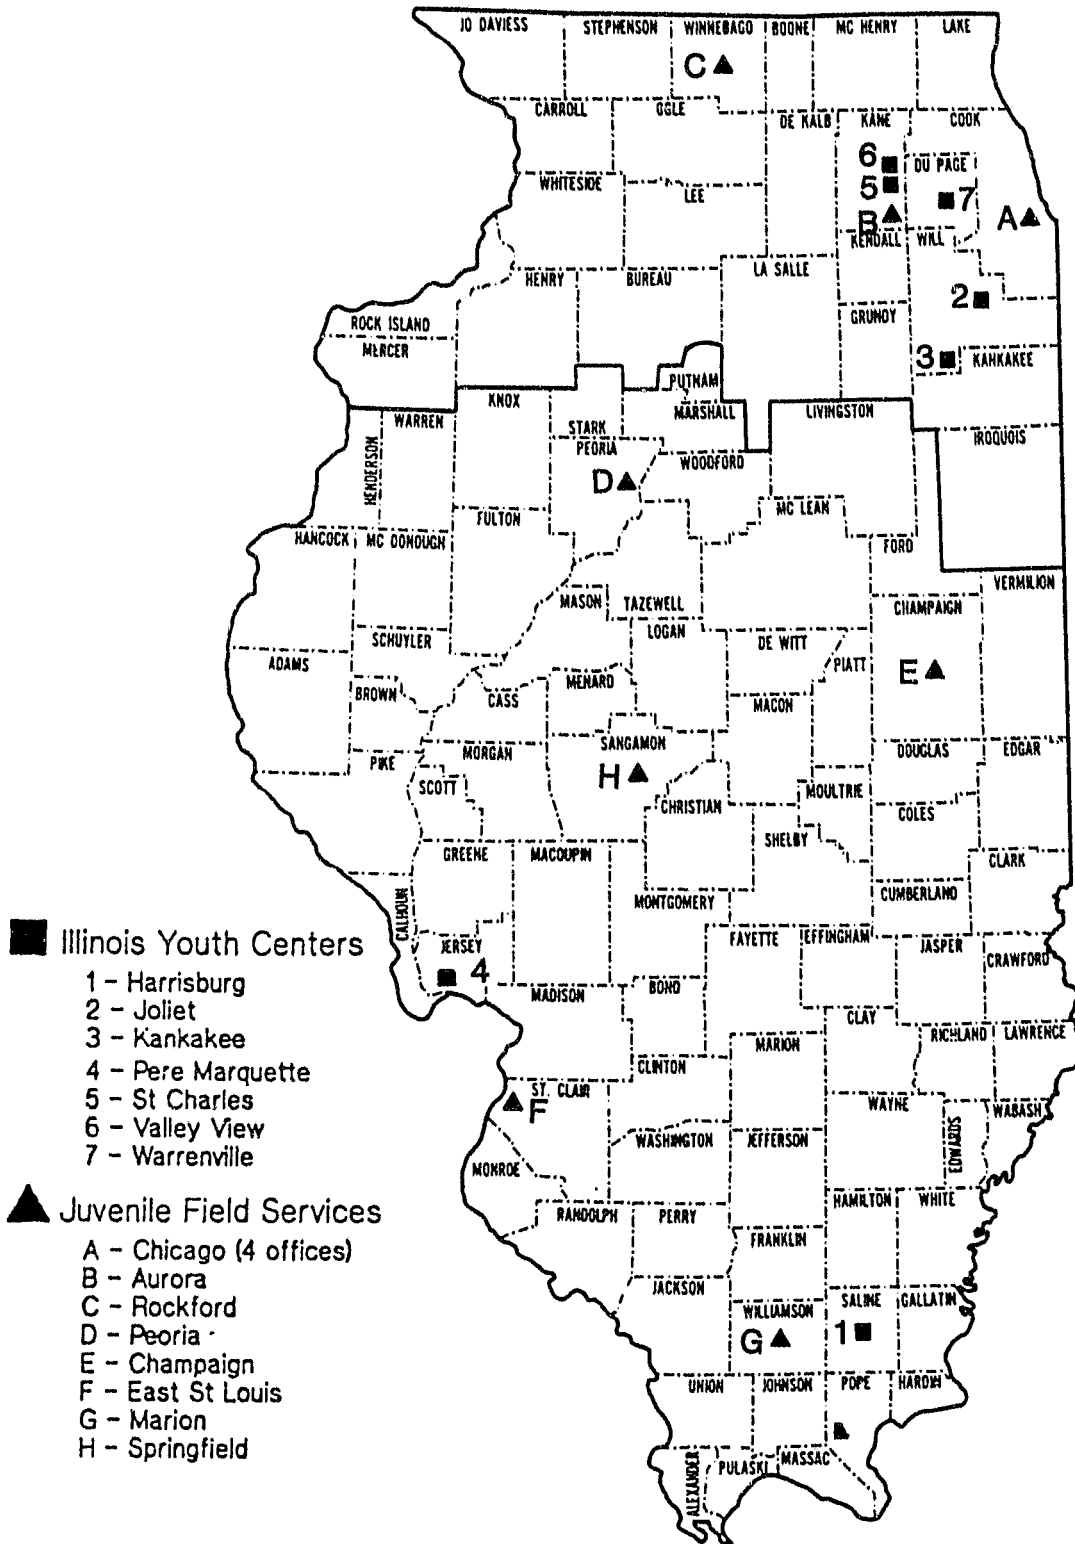 JO DAVIESS STEPHENSON WINNEBAGO BOONE MC HENRY LAKE
C
CARROLL OGLE DE KALB KANE COOK
6 DU PAGE
WHITESIDE LEE 5 7
B A
KENDALL WILL
HENRY BUREAU LA SALLE
2
ROCK ISLAND GRUNDY
MERCER 3 KAHKAKEE
PUTNAM
KNOX MARSHALL LIVINGSTON
WARREN STARK IROQUOIS
HENDERSON PEORIA WOODFORD
D
FULTON MC LEAN
HANCOCK MC DONOUGH FORD
VERMILION
MASON TAZEWELL CHAMPAIGN
SCHUYLER LOGAN DE WITT
ADAMS PIATT
BROWN CASS MENARD MACON E
SANGAMON
PIKE MORGAN DOUGLAS EDGAR
SCOTT H MOULTRIE
CHRISTIAN COLES
SHELBY
GREENE MACOUPIN CLARK
CALHOUN MONTGOMERY CUMBERLAND
JERSEY FAYETTE EFFINGHAM JASPER CRAWFORD
4
MADISON BOND CLAY
MARION RICHLAND LAWRENCE
CLINTON
ST. CLAIR WAYNE WABASH
F
WASHINGTON JEFFERSON EDWARDS
MONROE
RANDOLPH PERRY HAMILTON WHITE
FRANKLIN
JACKSON SALINE GALLATIN
WILLIAMSON
G 1
UNION JOHNSON POPE HARDIN
ALEXANDER PULASKI MASSAC
Illinois Youth Centers
1 - Harrisburg
2 - Joliet
3 - Kankakee
4 - Pere Marquette
5 - St Charles
6 - Valley View
7 - Warrenville
Juvenile Field Services
A - Chicago (4 offices)
B - Aurora
C - Rockford
D - Peoria
E - Champaign
F - East St Louis
G - Marion
H - Springfield